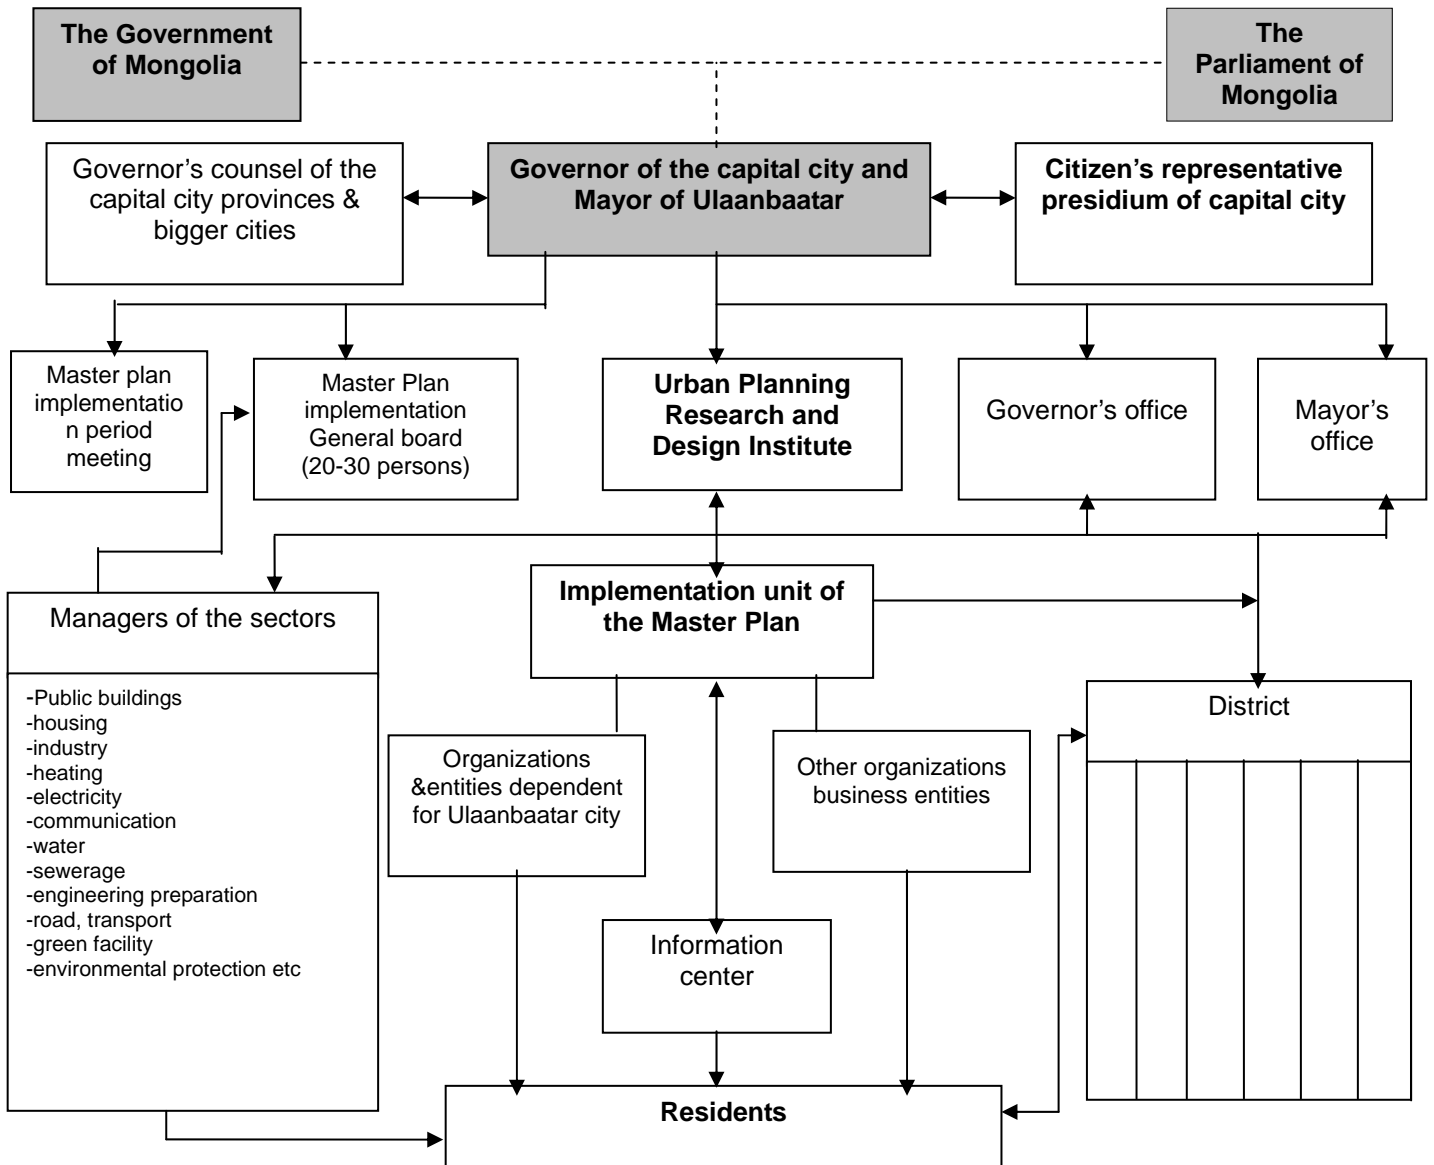 The Government
of Mongolia
The
Parliament of
Mongolia
Governor's counsel of the
capital city provinces &
bigger cities
Governor of the capital city and
Mayor of Ulaanbaatar
Citizen's representative
presidium of capital city
Master plan
implementatio
n period
meeting
Master Plan
implementation
General board
(20-30 persons)
Urban Planning
Research and
Design Institute
Governor's office
Mayor's
office
Managers of the sectors
-Public buildings
-housing
-industry
-heating
-electricity
-communication
-water
-sewerage
-engineering preparation
-road, transport
-green facility
-environmental protection etc
Implementation unit of
the Master Plan
Organizations
&entities dependent
for Ulaanbaatar city
Other organizations
business entities
District
Information
center
Residents